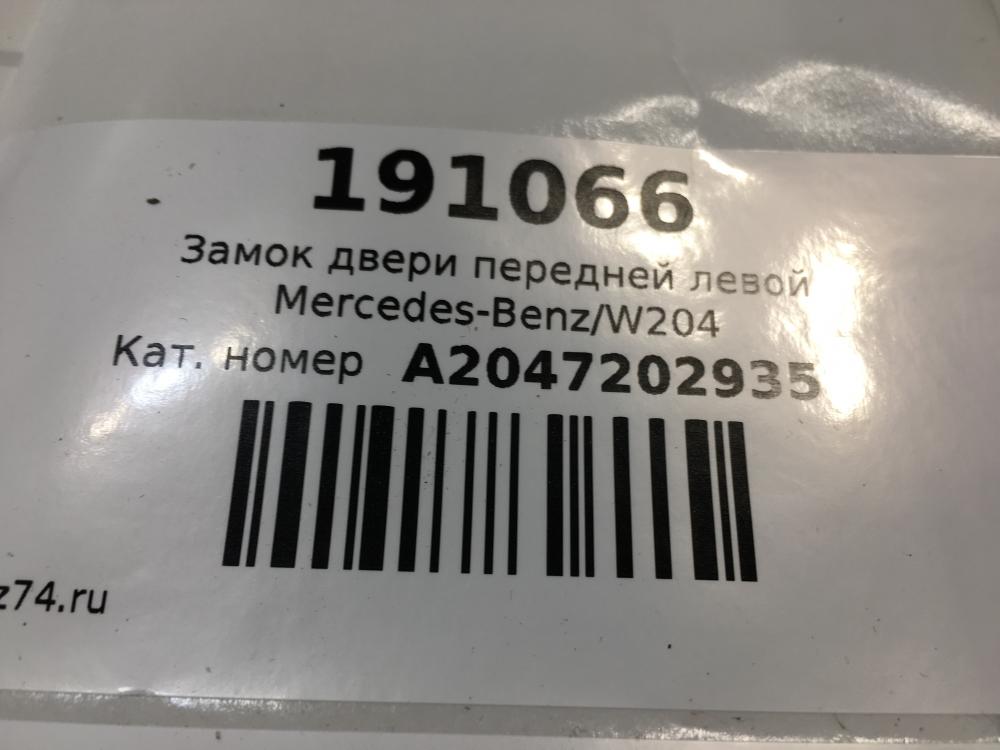 191066
Замок двери передней левой
Mercedes-Benz/W204
Кат. номер A2047202935
z74.ru